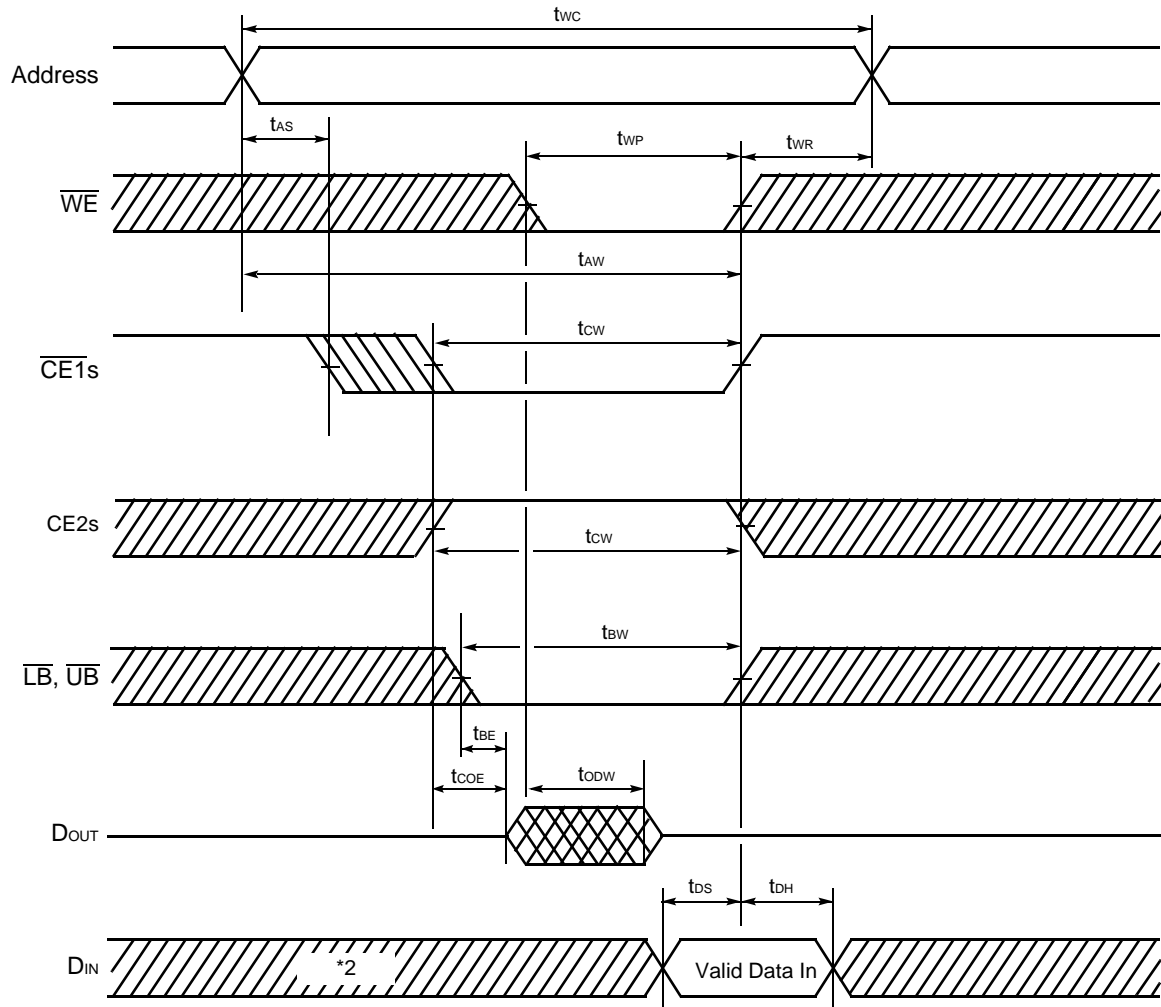 tWC
Address
tAS
tWP
tWR
WE
tAW
tCW
CE1s
CE2s
tCW
tBW
LB, UB
tBE
tCOE
tODW
DOUT
tDS
tDH
DIN
*2
Valid Data In